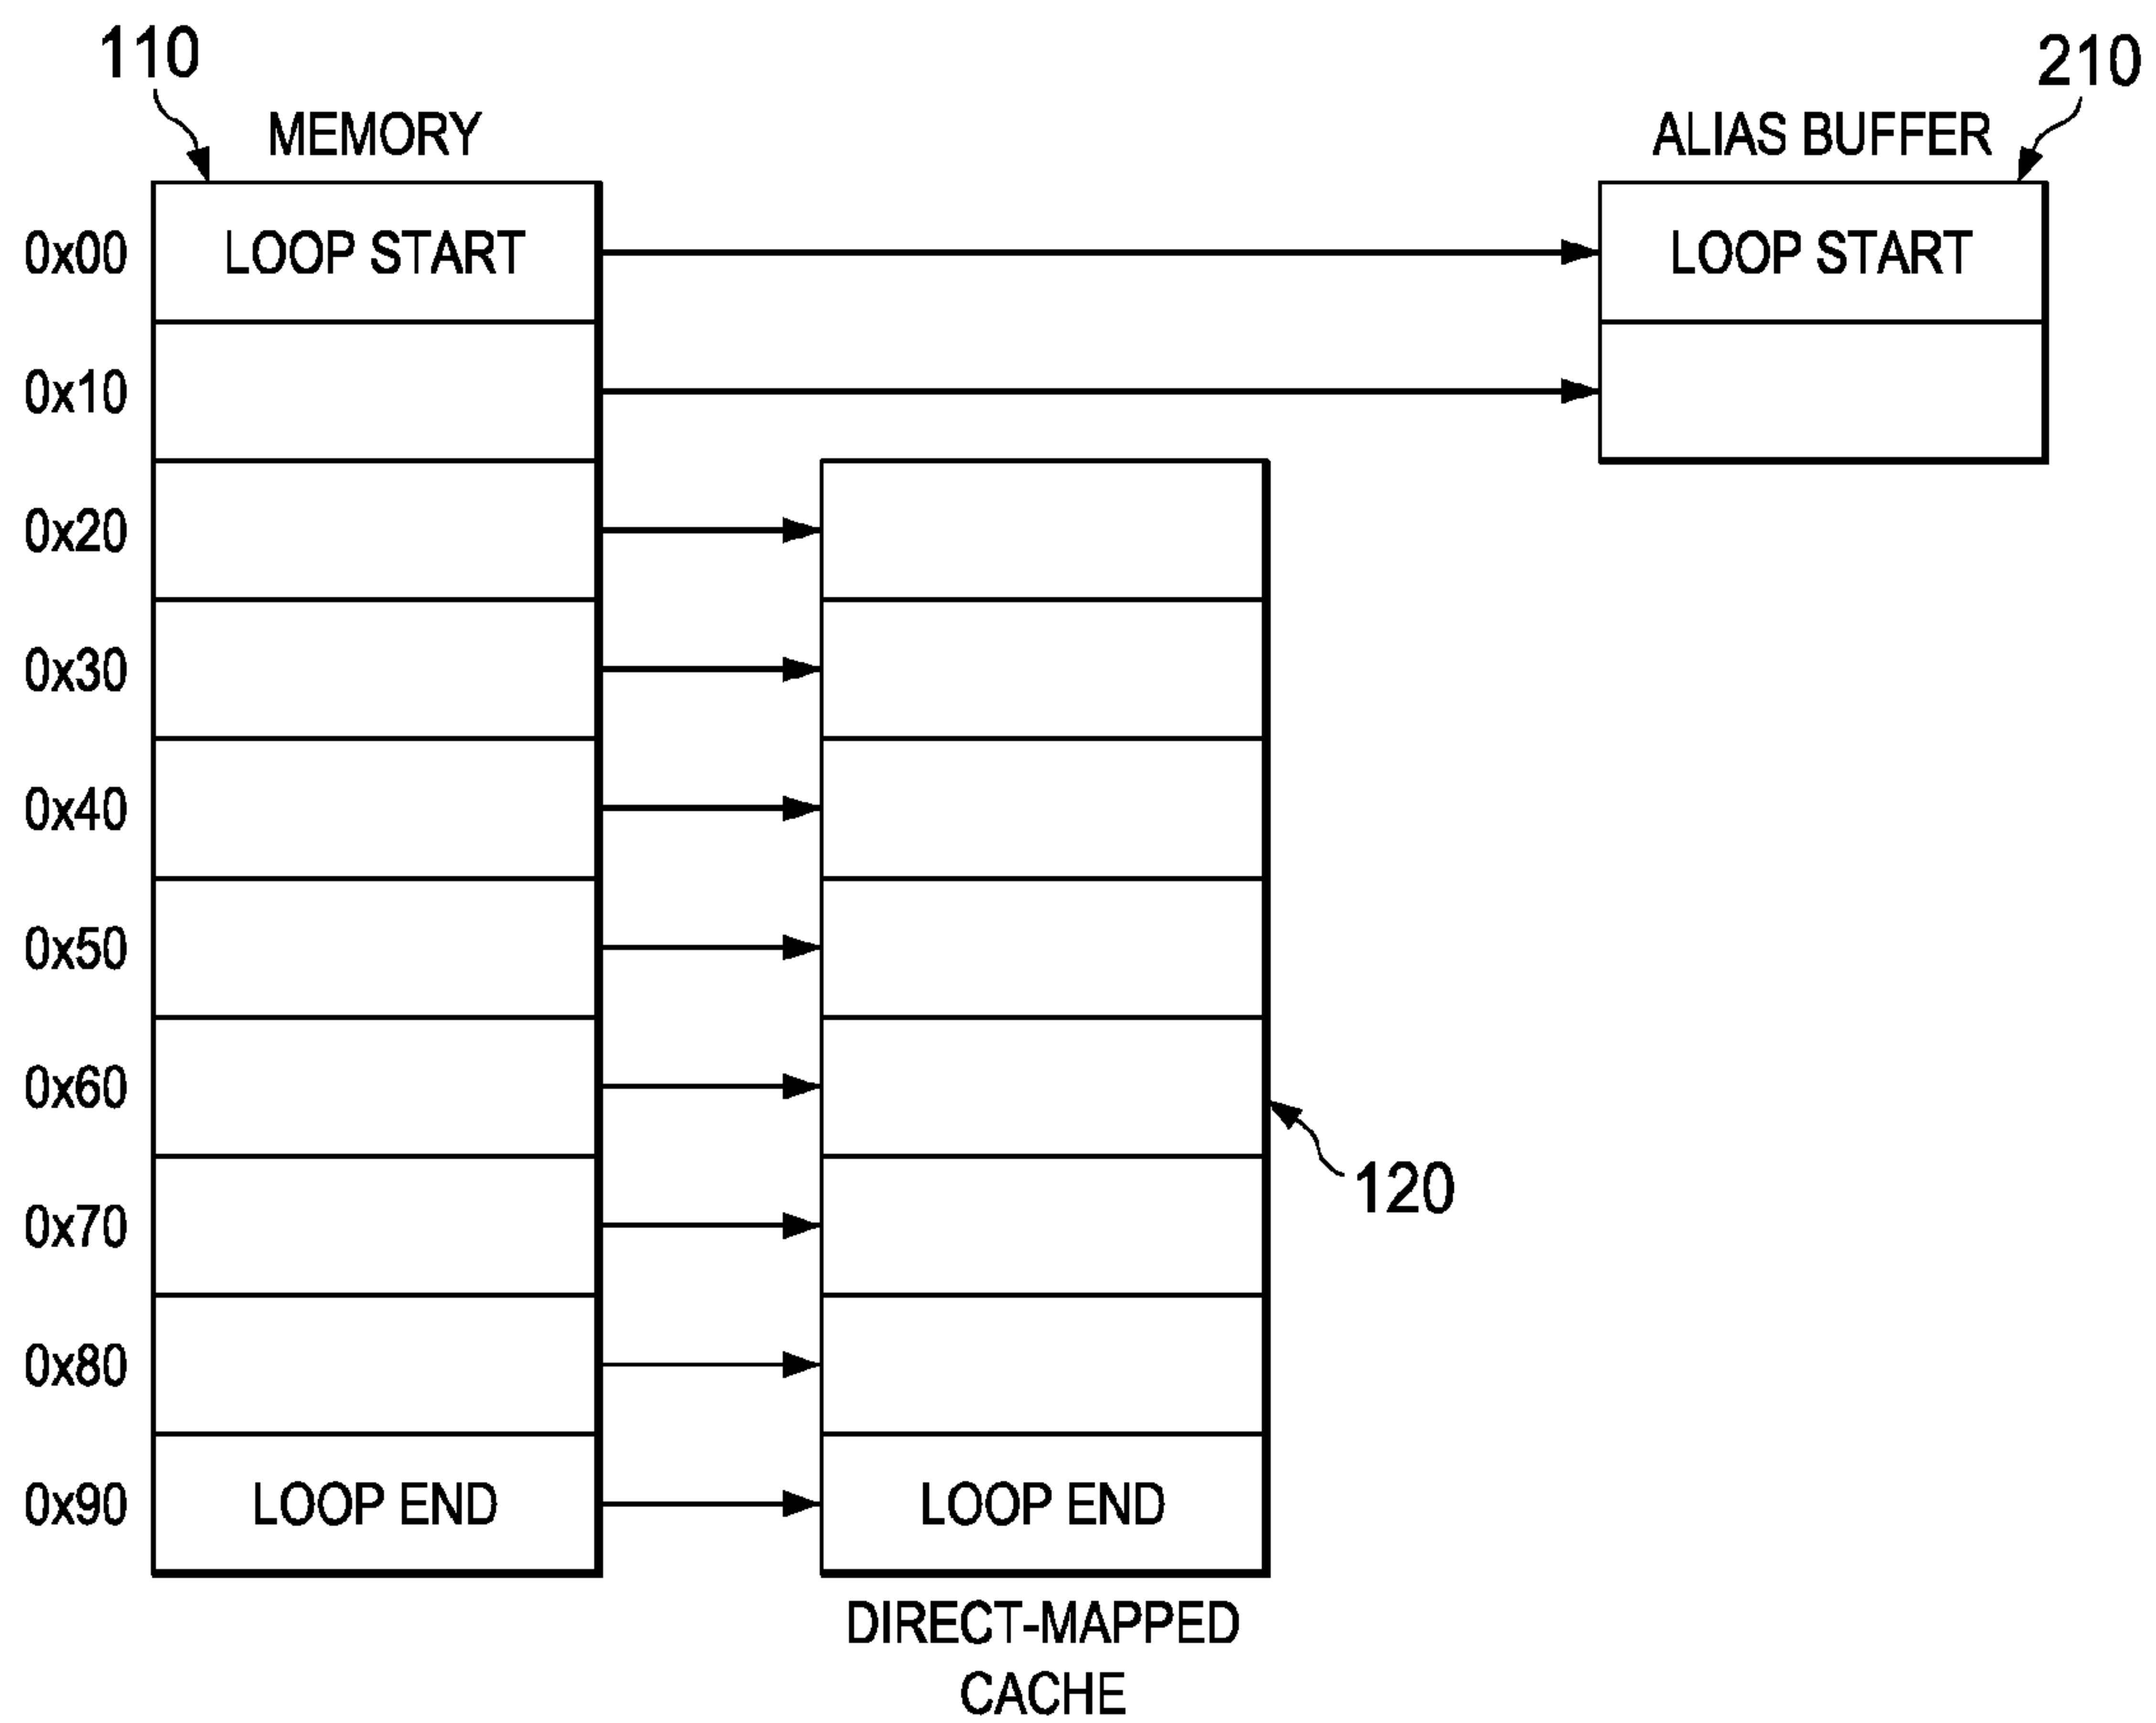 110
210
MEMORY
ALIAS BUFFER
0x00
LOOP START
LOOP START
0x10
0x20
0x30
0x40
0x50
0x60
120
0x70
0x80
0x90
LOOP END
LOOP END
DIRECT-MAPPED
CACHE